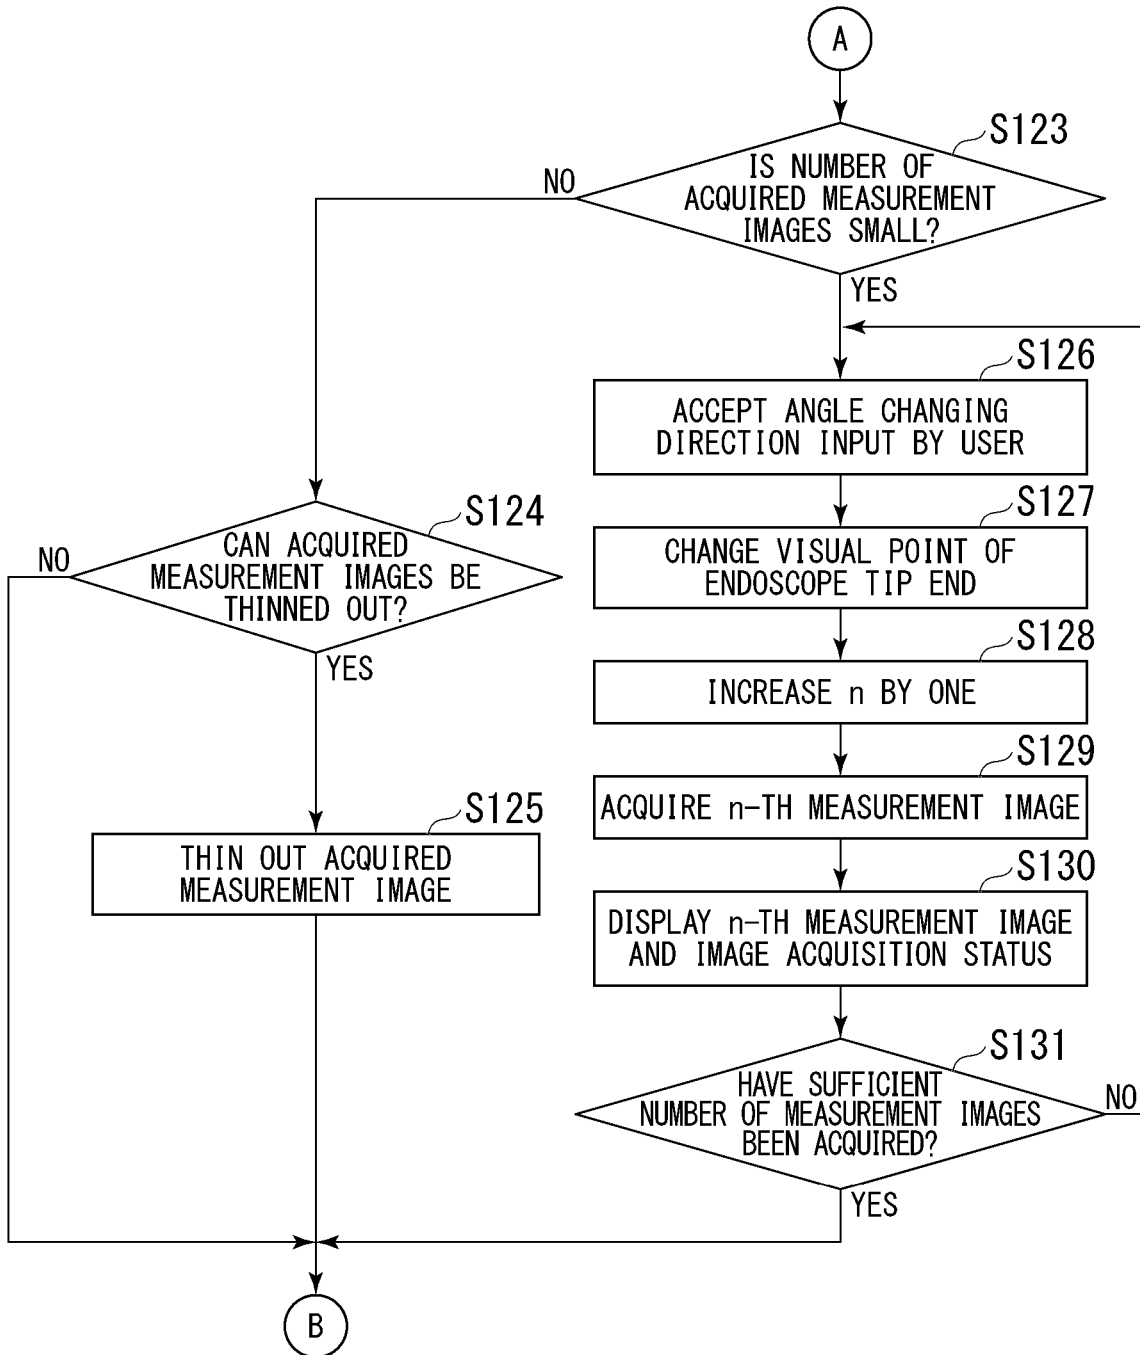 A
S123
IS NUMBER OF
ACQUIRED MEASUREMENT
IMAGES SMALL?
NO
YES
S126
ACCEPT ANGLE CHANGING
DIRECTION INPUT BY USER
S127
CHANGE VISUAL POINT OF
ENDOSCOPE TIP END
S124
CAN ACQUIRED
MEASUREMENT IMAGES BE
THINNED OUT?
NO
YES
S128
INCREASE n BY ONE
S129
ACQUIRE n-TH MEASUREMENT IMAGE
S125
THIN OUT ACQUIRED
MEASUREMENT IMAGE
S130
DISPLAY n-TH MEASUREMENT IMAGE
AND IMAGE ACQUISITION STATUS
S131
HAVE SUFFICIENT
NUMBER OF MEASUREMENT IMAGES
BEEN ACQUIRED?
NO
YES
B